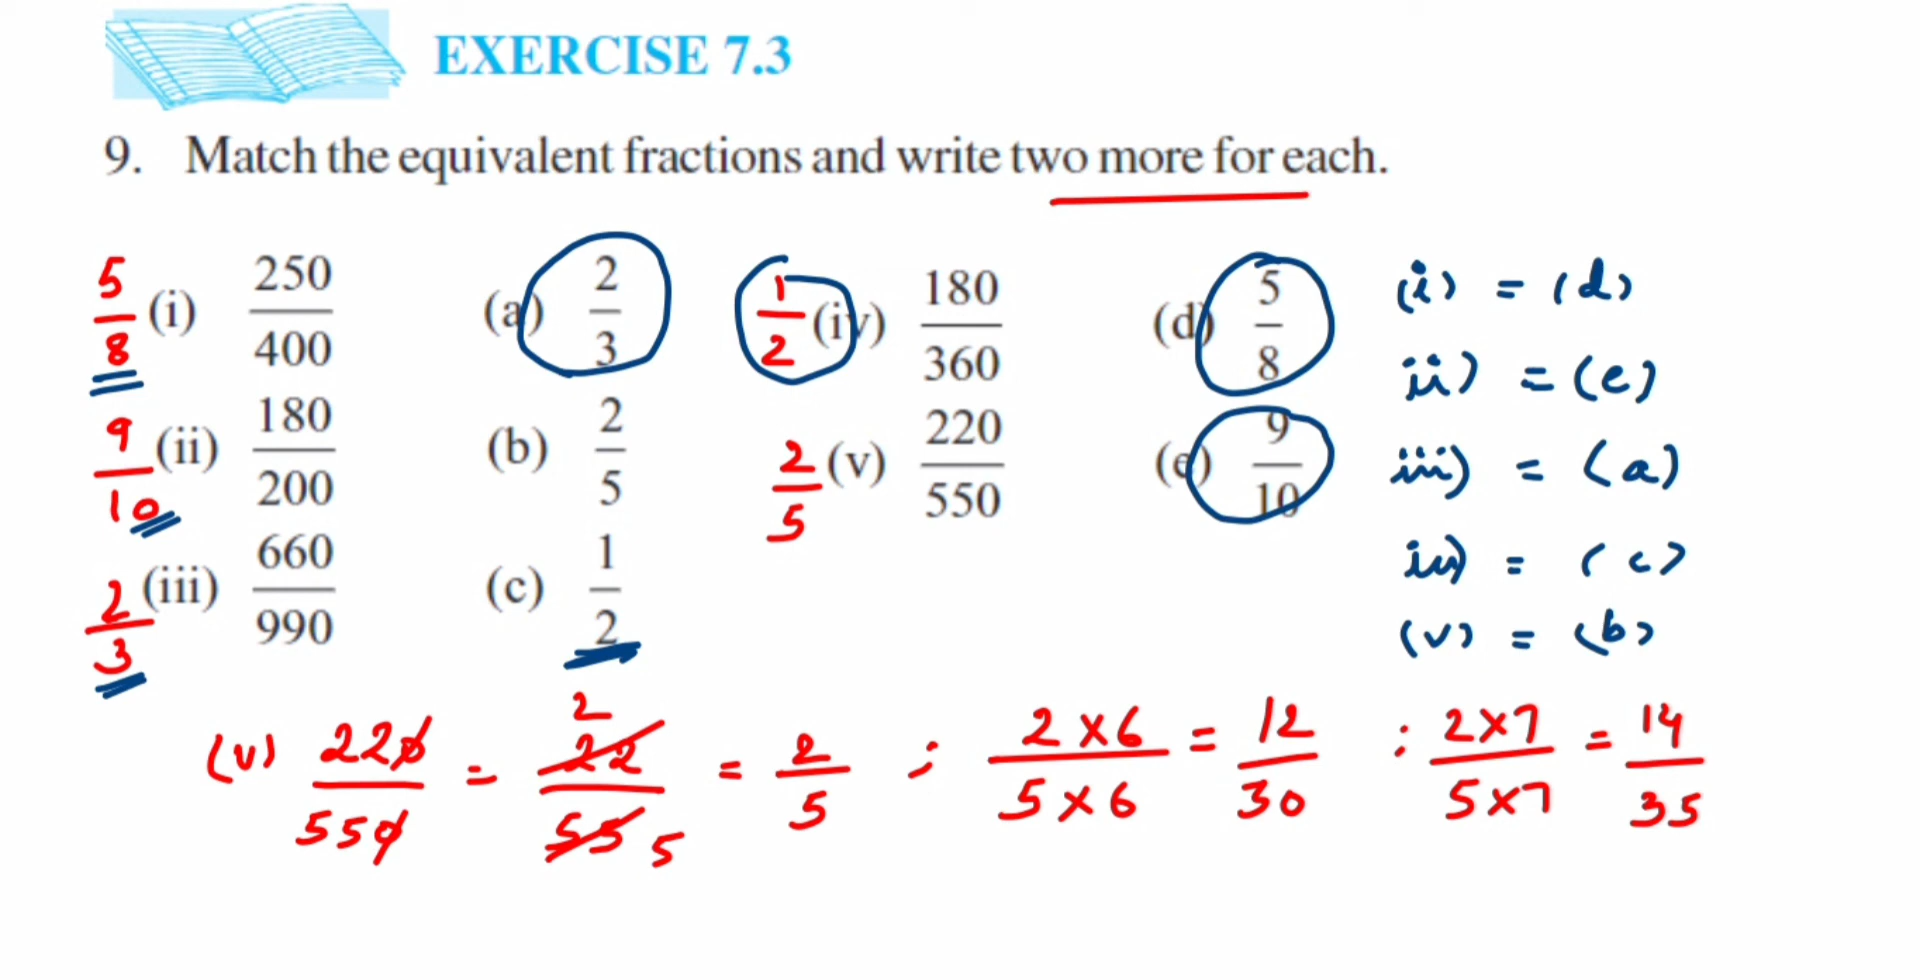 EXERCISE 7.3
9. Match the equivalent fractions and write two more for each.
5/8 (i) 250/400 (a) 2/3 1/2 (iv) 180/360 (d) 5/8 (i) = (d)
9/10 (ii) 180/200 (b) 2/5 2/5 (v) 220/550 (e) 9/10 ii) = (e)
2/3 (iii) 660/990 (c) 1/2 iii) = (a)
iv) = (c)
(v) = (b)
(v) 220/550 = 22/55 2 5 = 2/5 ; 2×6/5×6 = 12/30 ; 2×7/5×7 = 14/35